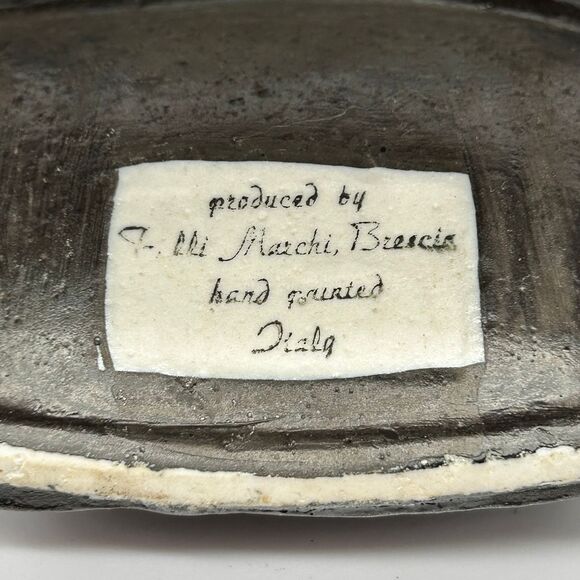 produced by
F.lli Marchi, Brescia
hand painted
Italy